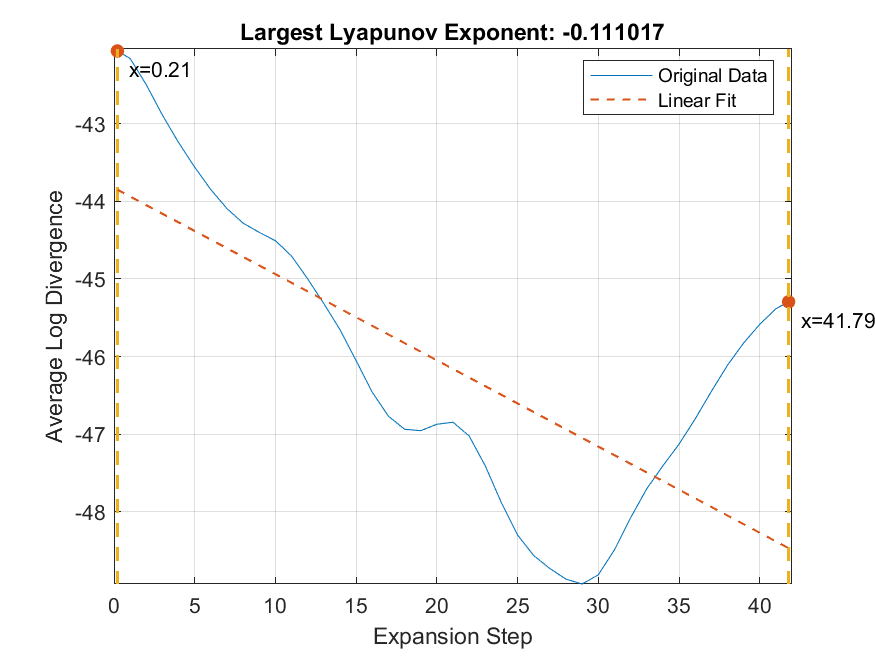 Largest Lyapunov Exponent: -0.111017
x=0.21
Original Data
Linear Fit
-43
-44
-45
-46
-47
-48
Average Log Divergence
x=41.79
0 5 10 15 20 25 30 35 40
Expansion Step